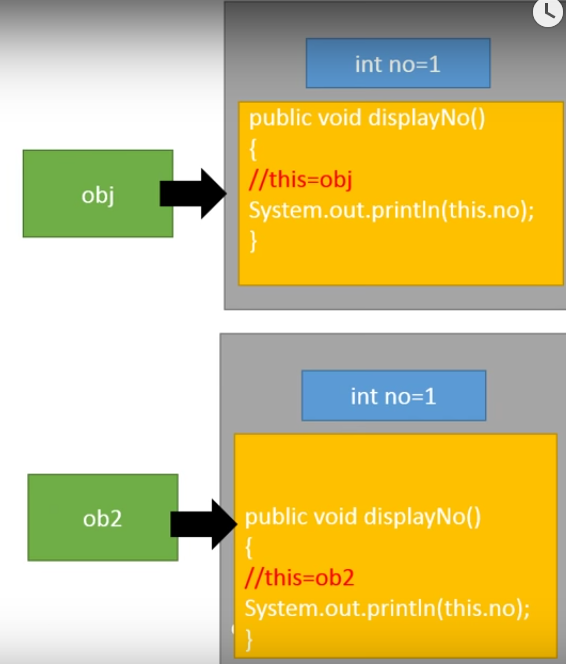 int no=1
public void displayNo()
{
//this=obj
System.out.println(this.no);
}
obj
int no=1
public void displayNo()
{
//this=ob2
System.out.println(this.no);
}
ob2